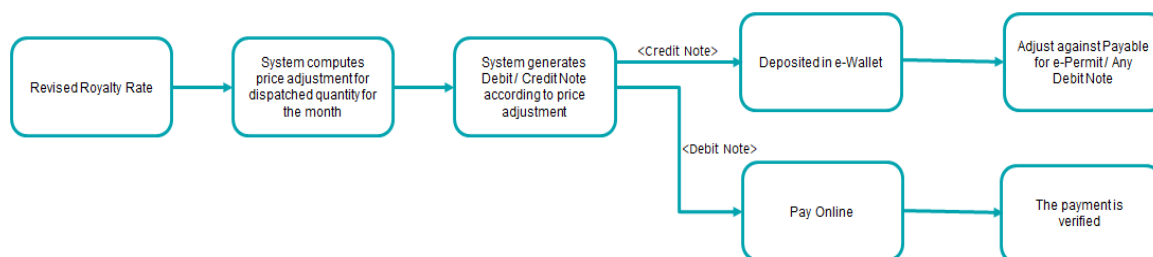 Revised Royalty Rate
System computes
price adjustment for
dispatched quantity for
the month
System generates
Debit / Credit Note
according to price
adjustment
<Credit Note>
Deposited in e-Wallet
Adjust against Payable
for e-Permit / Any
Debit Note
<Debit Note>
Pay Online
The payment is
verified